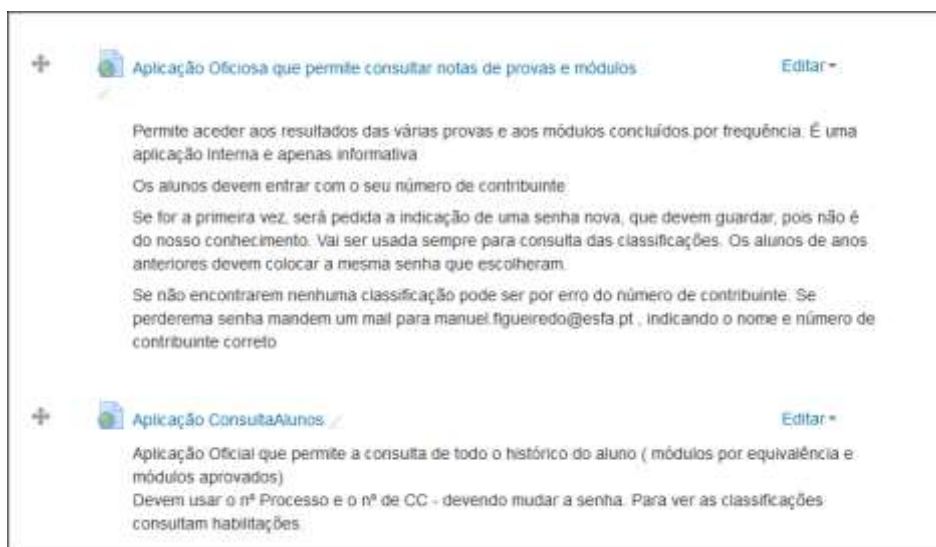 Aplicação Oficiosa que permite consultar notas de provas e módulos
Editar
Permite aceder aos resultados das várias provas e aos módulos concluídos por frequência. É uma
aplicação interna e apenas informativa
Os alunos devem entrar com o seu número de contribuinte
Se for a primeira vez, será pedida a indicação de uma senha nova, que devem guardar, pois não é
do nosso conhecimento. Vai ser usada sempre para consulta das classificações. Os alunos de anos
anteriores devem colocar a mesma senha que escolheram.
Se não encontrarem nenhuma classificação pode ser por erro do número de contribuinte. Se
perderema senha mandem um mail para manuel.figueiredo@esfa.pt , indicando o nome e número de
contribuinte correto
Aplicação ConsultaAlunos
Editar
Aplicação Oficial que permite a consulta de todo o histórico do aluno ( módulos por equivalência e
módulos aprovados)
Devem usar o nº Processo e o nº de CC - devendo mudar a senha. Para ver as classificações
consultam habilitações